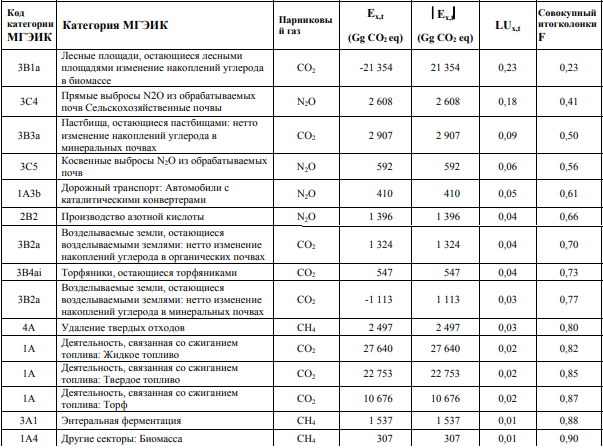 Код категории МГЭИК | Категория МГЭИК | Парниковы й газ | Ex,t (Gg CO2 eq) | |Ex,t| (Gg CO2 eq) | LUx,t | Совокупный итогколонки F
3B1a | Лесные площади, остающиеся лесными площадями изменение накоплений углерода в биомассе | CO2 | -21 354 | 21 354 | 0,23 | 0,23
3C4 | Прямые выбросы N2O из обрабатываемых почв Сельскохозяйственные почвы | N2O | 2 608 | 2 608 | 0,18 | 0,41
3B3a | Пастбища, остающиеся пастбищами: нетто изменение накоплений углерода в минеральных почвах | CO2 | 2 907 | 2 907 | 0,09 | 0,50
3C5 | Косвенные выбросы N2O из обрабатываемых почв | N2O | 592 | 592 | 0,06 | 0,56
1A3b | Дорожный транспорт: Автомобили с каталитическими конвертерами | N2O | 410 | 410 | 0,05 | 0,61
2B2 | Производство азотной кислоты | N2O | 1 396 | 1 396 | 0,04 | 0,66
3B2a | Возделываемые земли, остающиеся возделываемыми землями: нетто изменение накоплений углерода в органических почвах | CO2 | 1 324 | 1 324 | 0,04 | 0,70
3B4ai | Торфяники, остающиеся торфяниками | CO2 | 547 | 547 | 0,04 | 0,73
3B2a | Возделываемые земли, остающиеся возделываемыми землями: нетто изменение накоплений углерода в минеральных почвах | CO2 | -1 113 | 1 113 | 0,03 | 0,77
4A | Удаление твердых отходов | CH4 | 2 497 | 2 497 | 0,03 | 0,80
1A | Деятельность, связанная со сжиганием топлива: Жидкое топливо | CO2 | 27 640 | 27 640 | 0,02 | 0,82
1A | Деятельность, связанная со сжиганием топлива: Твердое топливо | CO2 | 22 753 | 22 753 | 0,02 | 0,85
1A | Деятельность, связанная со сжиганием топлива: Торф | CO2 | 10 676 | 10 676 | 0,02 | 0,87
3A1 | Энтеральная ферментация | CH4 | 1 537 | 1 537 | 0,01 | 0,88
1A4 | Другие секторы: Биомасса | CH4 | 307 | 307 | 0,01 | 0,90